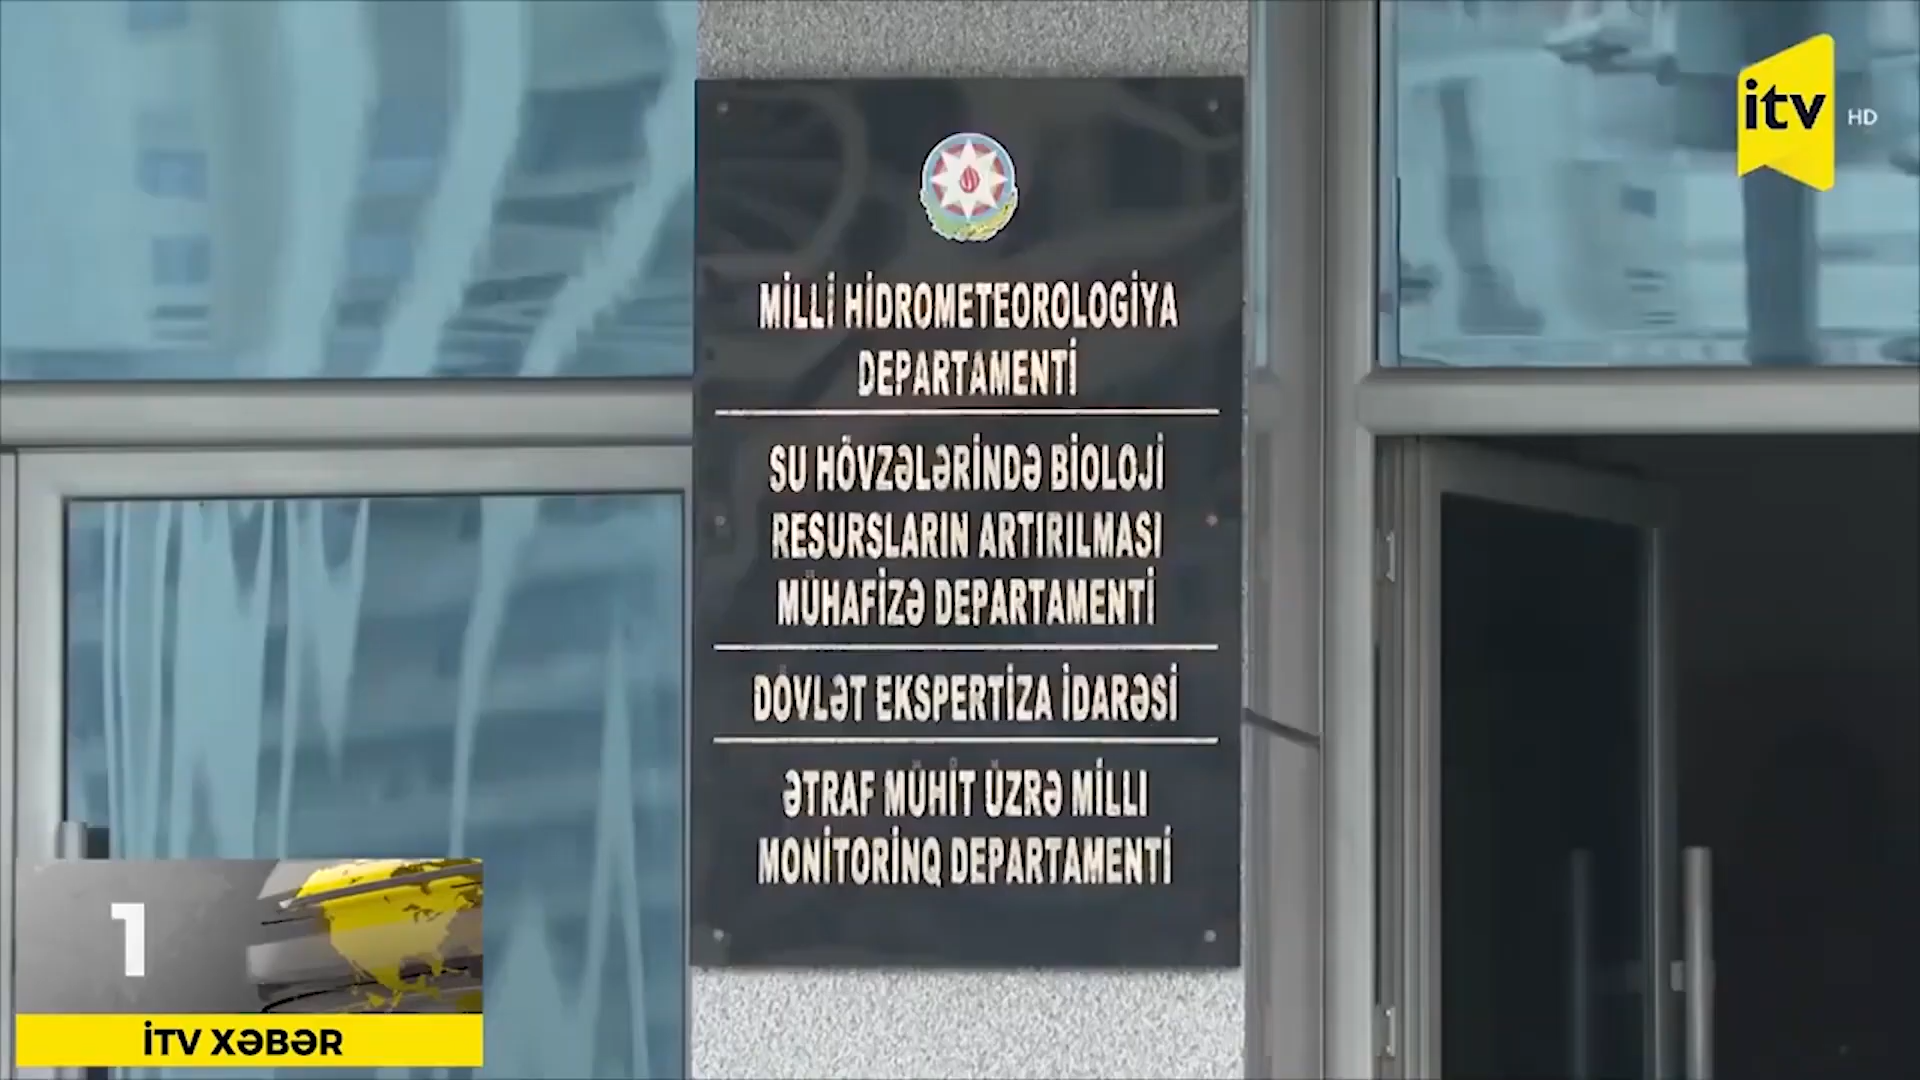 itv HD
MİLLİ HİDROMETEOROLOGİYA
DEPARTAMENTİ
SU HÖVZƏLƏRİNDƏ BİOLOJİ
RESURSLARIN ARTIRILMASI
MÜHAFİZƏ DEPARTAMENTİ
DÖVLƏT EKSPERTİZA İDARƏSİ
ƏTRAF MÜHİT ÜZRƏ MİLLI
MONİTORİNQ DEPARTAMENTİ
1
İTV XƏBƏR